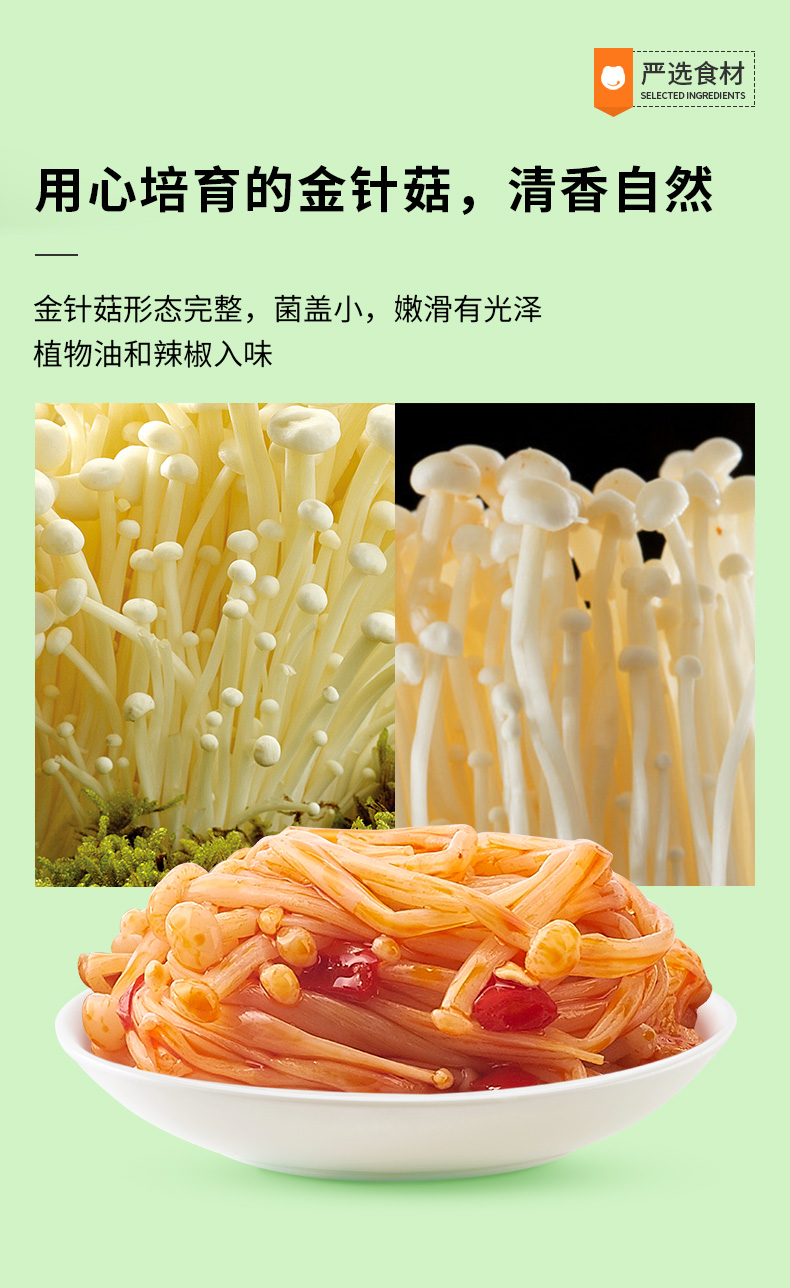 严选食材
SELECTED INGREDIENTS
用心培育的金针菇，清香自然
金针菇形态完整，菌盖小，嫩滑有光泽
植物油和辣椒入味